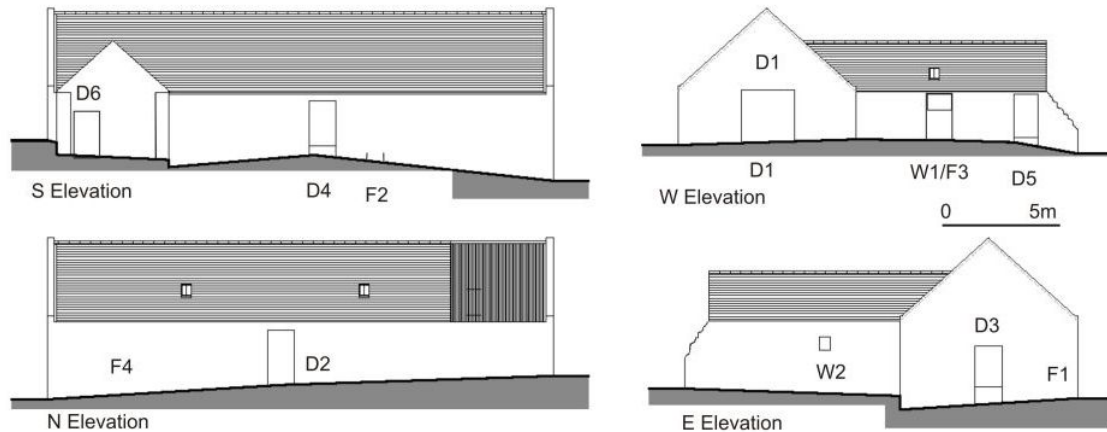 D6
S Elevation
D4
F2
D1
D1
W1/F3
D5
W Elevation
0 5m
F4
D2
N Elevation
D3
W2
F1
E Elevation